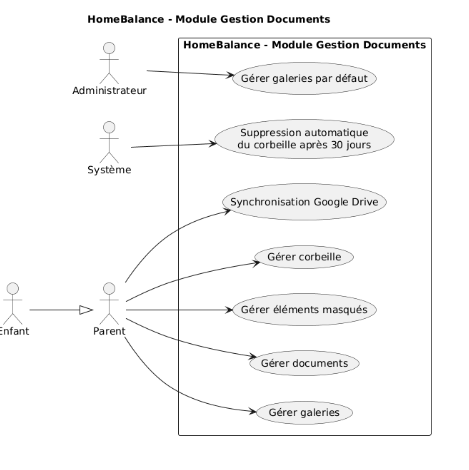 HomeBalance - Module Gestion Documents
HomeBalance - Module Gestion Documents
Administrateur
Gérer galeries par défaut
Système
Suppression automatique
du corbeille après 30 jours
Synchronisation Google Drive
Gérer corbeille
Enfant
Parent
Gérer éléments masqués
Gérer documents
Gérer galeries